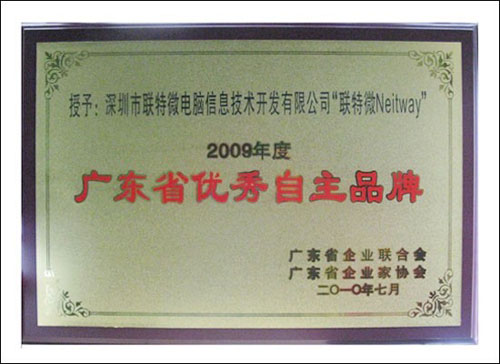 授予：深圳市联特微电脑信息技术开发有限公司“联特微Neitway”
2009年度
广东省优秀自主品牌
广东省企业联合会
广东省企业家协会
二〇一〇年七月